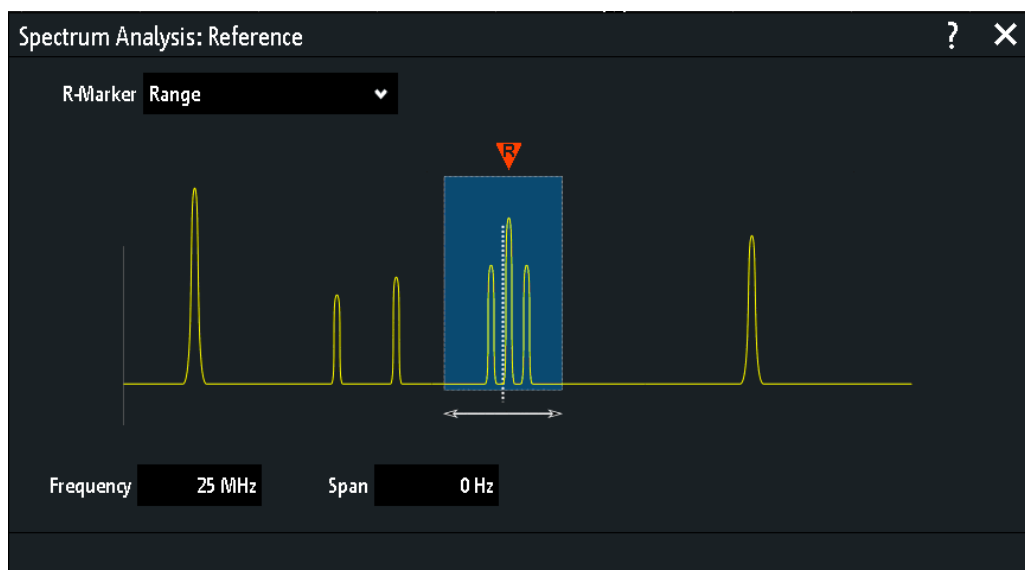 Spectrum Analysis: Reference ? X
R-Marker Range
R
Frequency 25 MHz Span 0 Hz